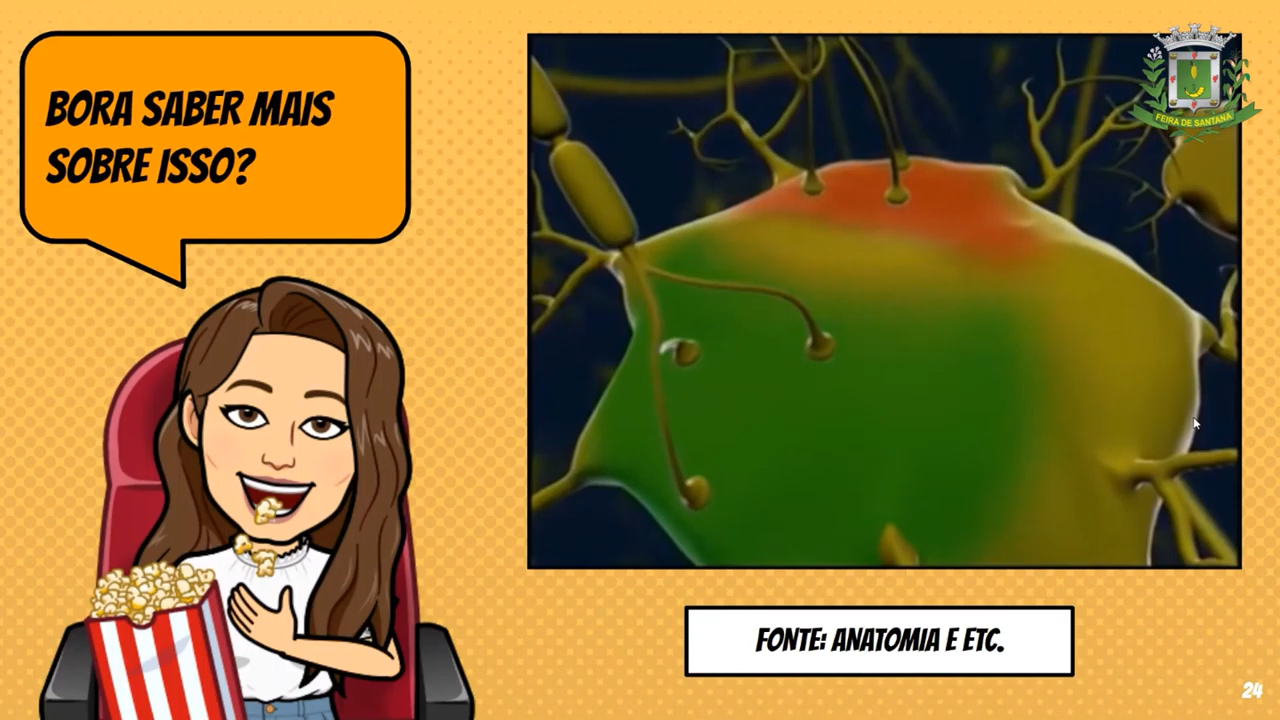 BORA SABER MAIS
SOBRE ISSO?
FEIRA DE SANTANA
FONTE: ANATOMIA E ETC.
24